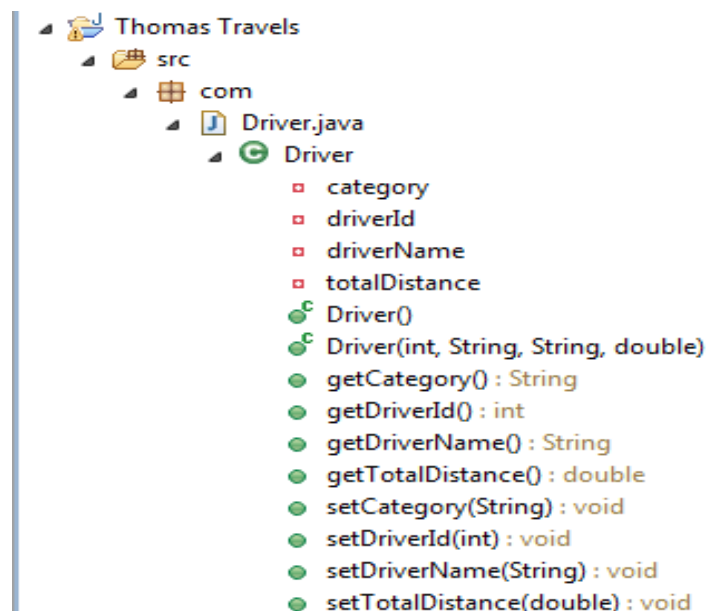 Thomas Travels
src
com
Driver.java
Driver
category
driverId
driverName
totalDistance
Driver()
Driver(int, String, String, double)
getCategory() : String
getDriverId() : int
getDriverName() : String
getTotalDistance() : double
setCategory(String) : void
setDriverId(int) : void
setDriverName(String) : void
setTotalDistance(double) : void